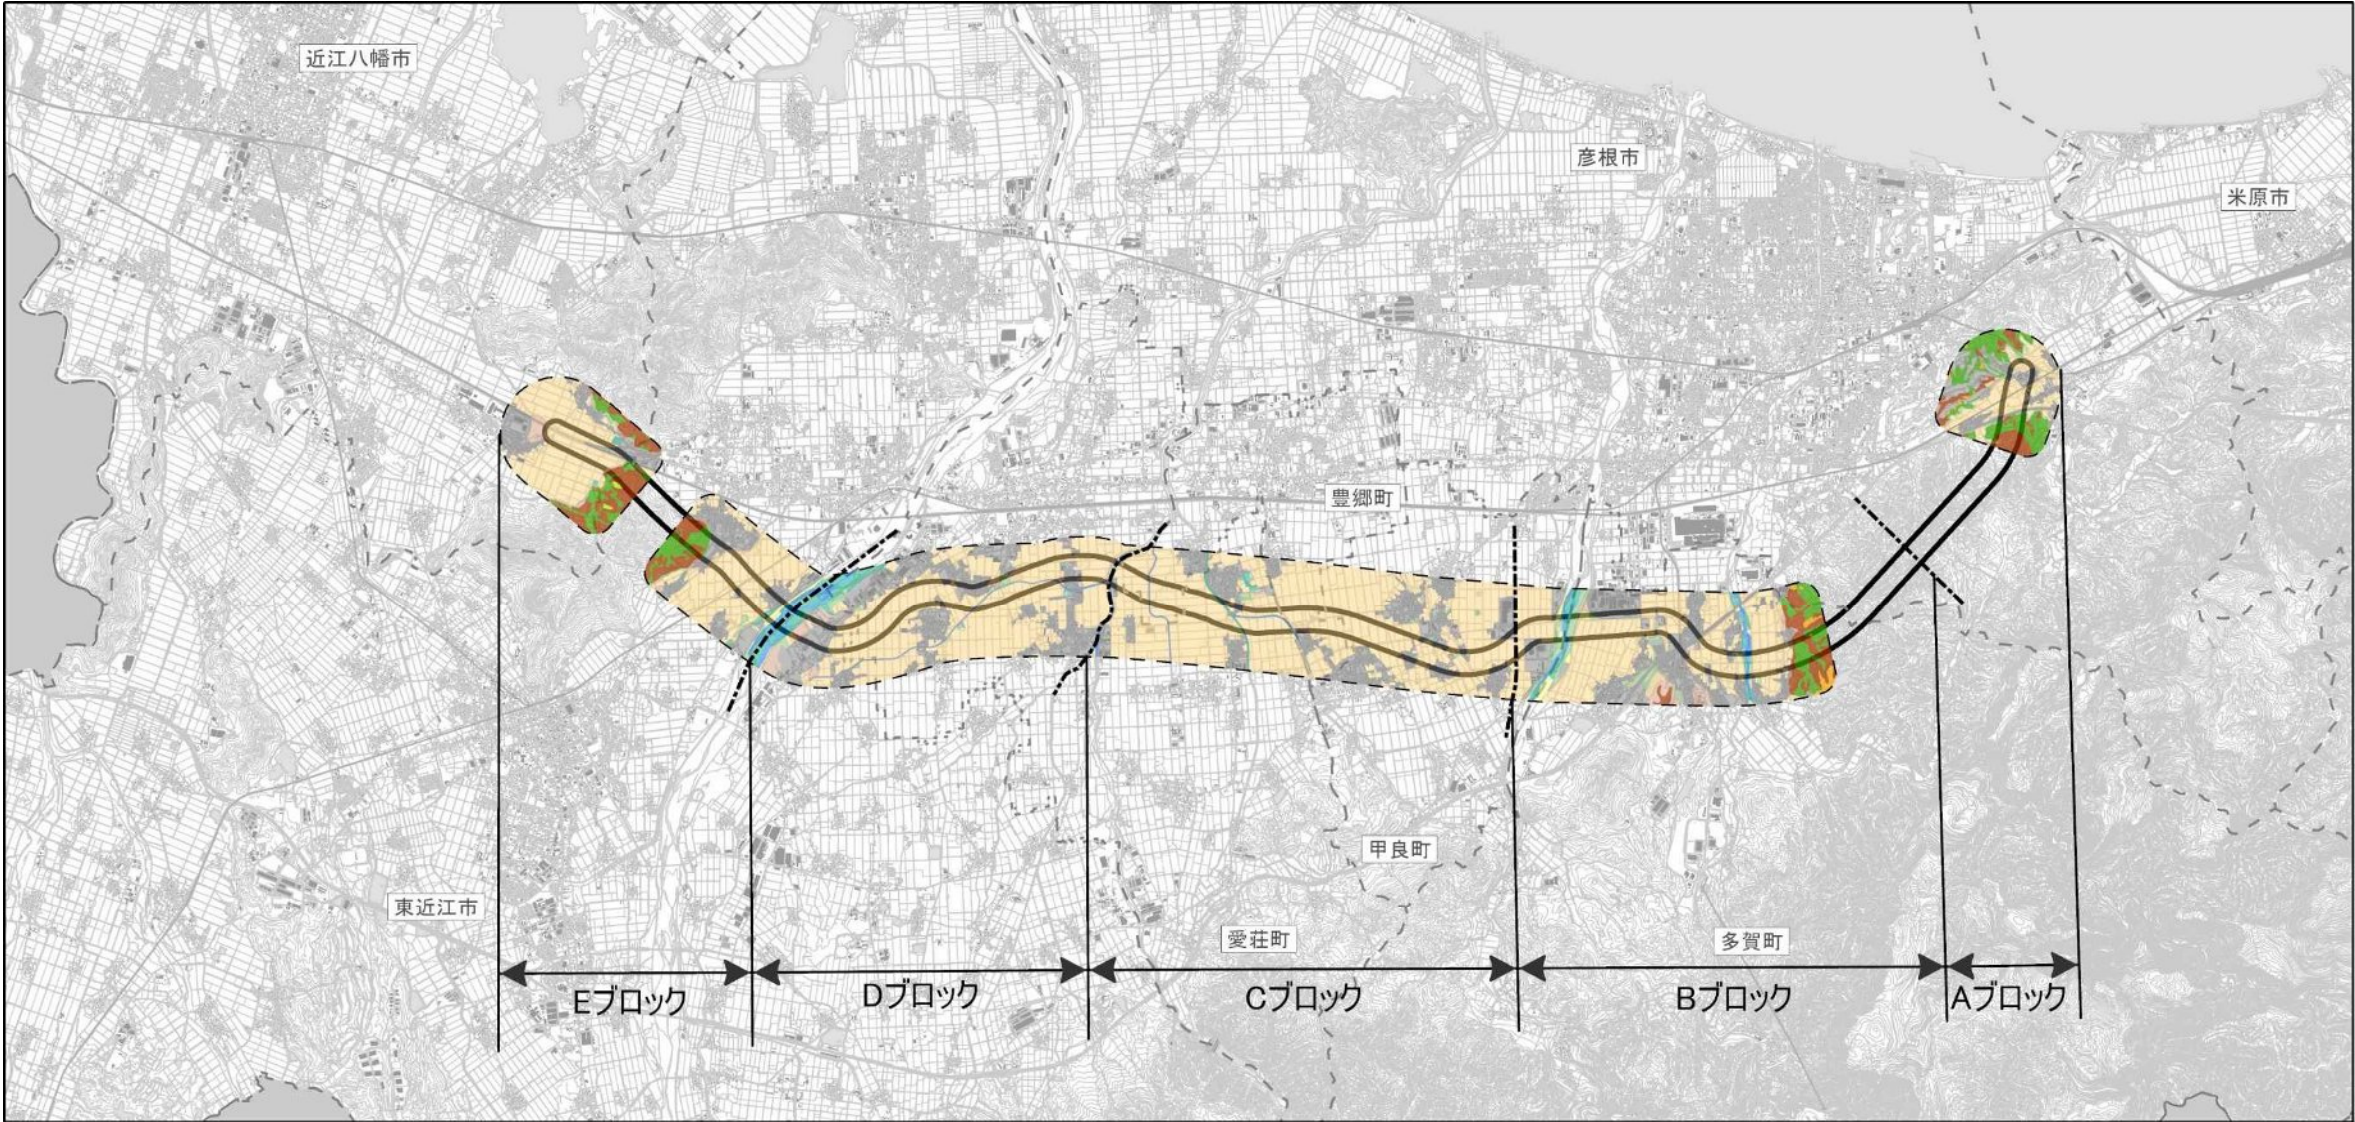 近江八幡市
彦根市
米原市
豊郷町
甲良町
東近江市
愛荘町
多賀町
Eブロック
Dブロック
Cブロック
Bブロック
Aブロック